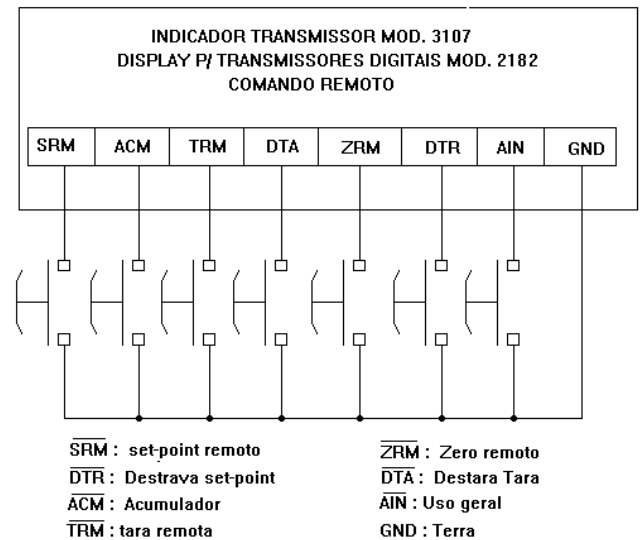 INDICADOR TRANSMISSOR MOD. 3107
DISPLAY P/ TRANSMISSORES DIGITAIS MOD. 2182
COMANDO REMOTO
SRM ACM TRM DTA ZRM DTR AIN GND
SRM : set-point remoto
DTR : Destrava set-point
ACM : Acumulador
TRM : tara remota
ZRM : Zero remoto
DTA : Destara Tara
AIN : Uso geral
GND : Terra